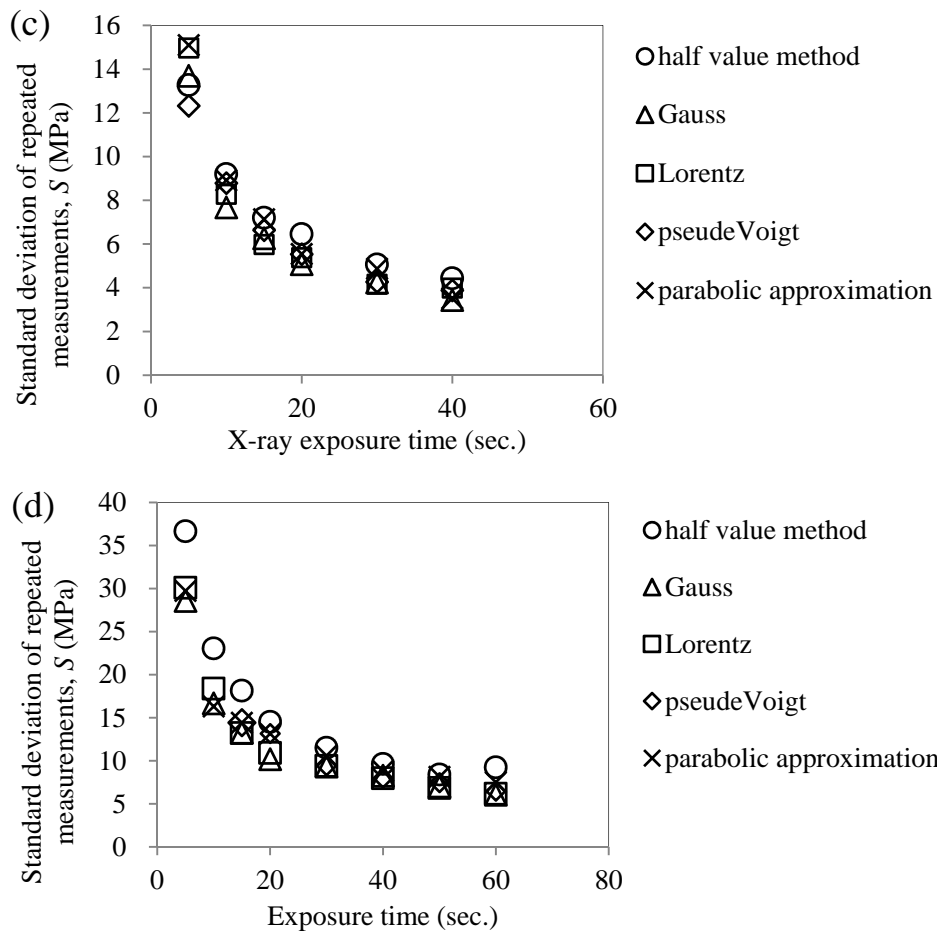 (c)
Standard deviation of repeated
measurements, S (MPa)
16
14
12
10
8
6
4
2
0
0 20 40 60
X-ray exposure time (sec.)
half value method
Gauss
Lorentz
pseudeVoigt
parabolic approximation
(d)
Standard deviation of repeated
measurements, S (MPa)
40
35
30
25
20
15
10
5
0
0 20 40 60 80
Exposure time (sec.)
half value method
Gauss
Lorentz
pseudeVoigt
parabolic approximation